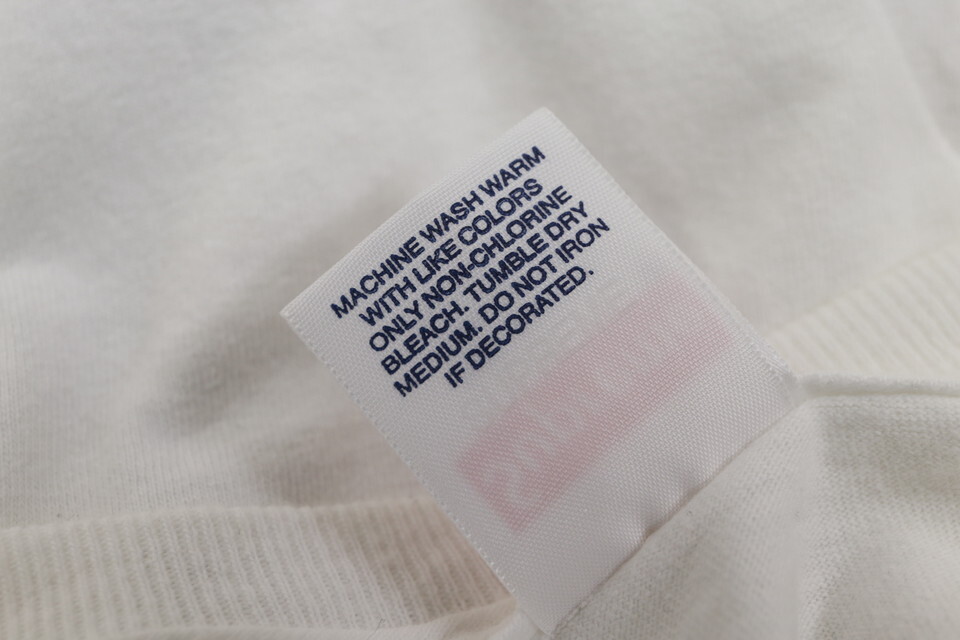 MACHINE WASH WARM
WITH LIKE COLORS
ONLY NON-CHLORINE
BLEACH. TUMBLE DRY
MEDIUM. DO NOT IRON
IF DECORATED.